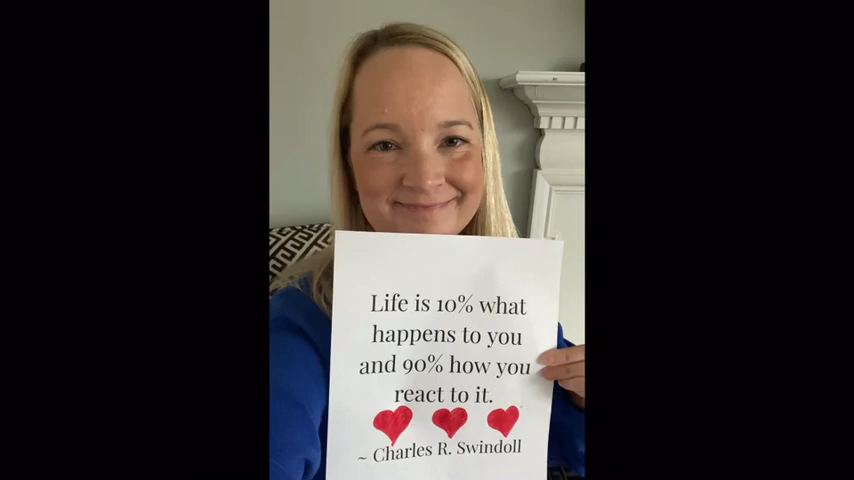 Life is 10% what
happens to you
and 90% how you
react to it.
~ Charles R. Swindoll